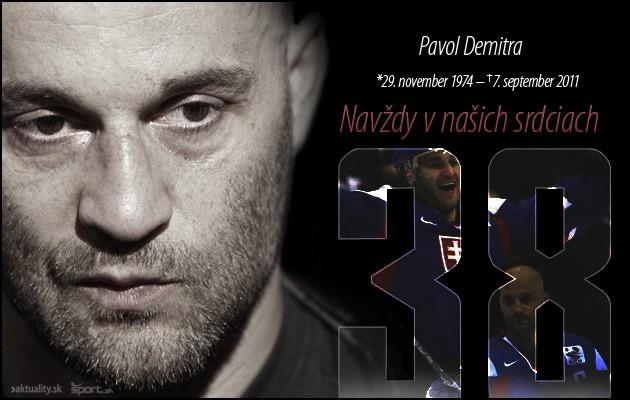 Pavol Demitra
*29. november 1974 – †7. september 2011
Navždy v našich srdciach
38
aktuality.sk šport.sk